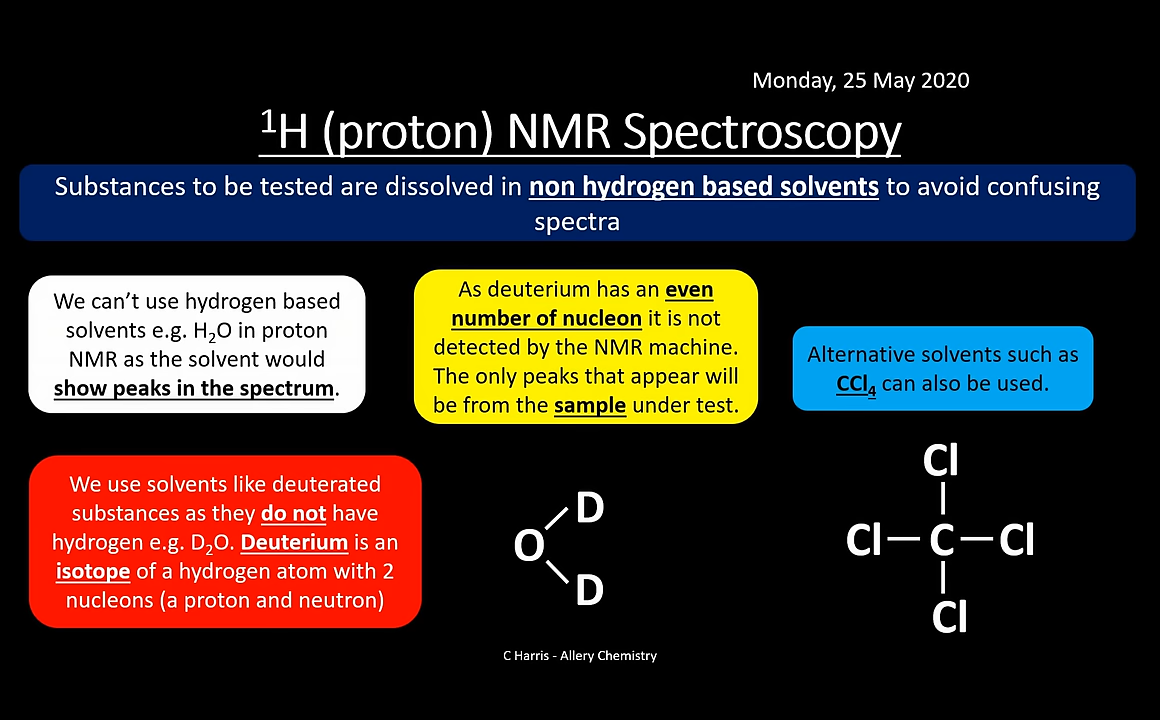 Monday, 25 May 2020
¹H (proton) NMR Spectroscopy
Substances to be tested are dissolved in non hydrogen based solvents to avoid confusing
spectra
We can't use hydrogen based
solvents e.g. H₂O in proton
NMR as the solvent would
show peaks in the spectrum.
As deuterium has an even
number of nucleon it is not
detected by the NMR machine.
The only peaks that appear will
be from the sample under test.
Alternative solvents such as
CCl₄ can also be used.
We use solvents like deuterated
substances as they do not have
hydrogen e.g. D₂O. Deuterium is an
isotope of a hydrogen atom with 2
nucleons (a proton and neutron)
D
O
D
Cl
Cl C Cl
Cl
C Harris - Allery Chemistry